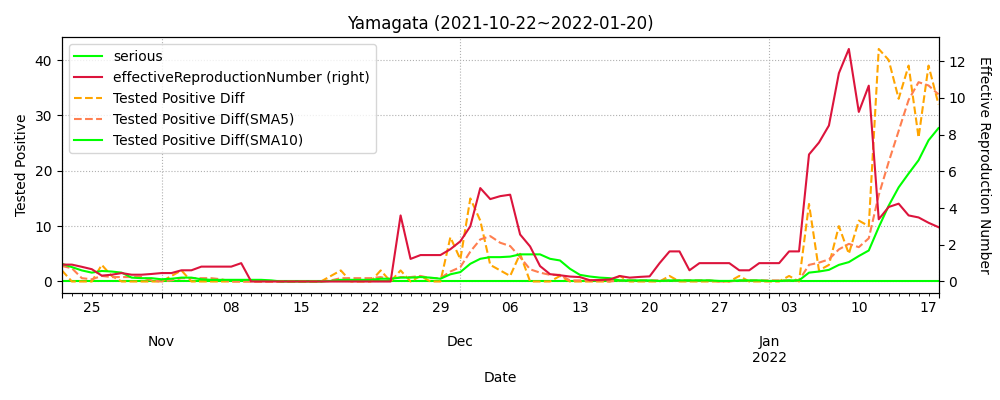 Yamagata (2021-10-22~2022-01-20)
serious
effectiveReproductionNumber (right)
Tested Positive Diff
Tested Positive Diff(SMA5)
Tested Positive Diff(SMA10)
Tested Positive
40
30
20
10
0
Effective Reproduction Number
12
10
8
6
4
2
0
25 08 15 22 29 06 13 20 27 03 10 17
Nov Dec Jan
2022
Date